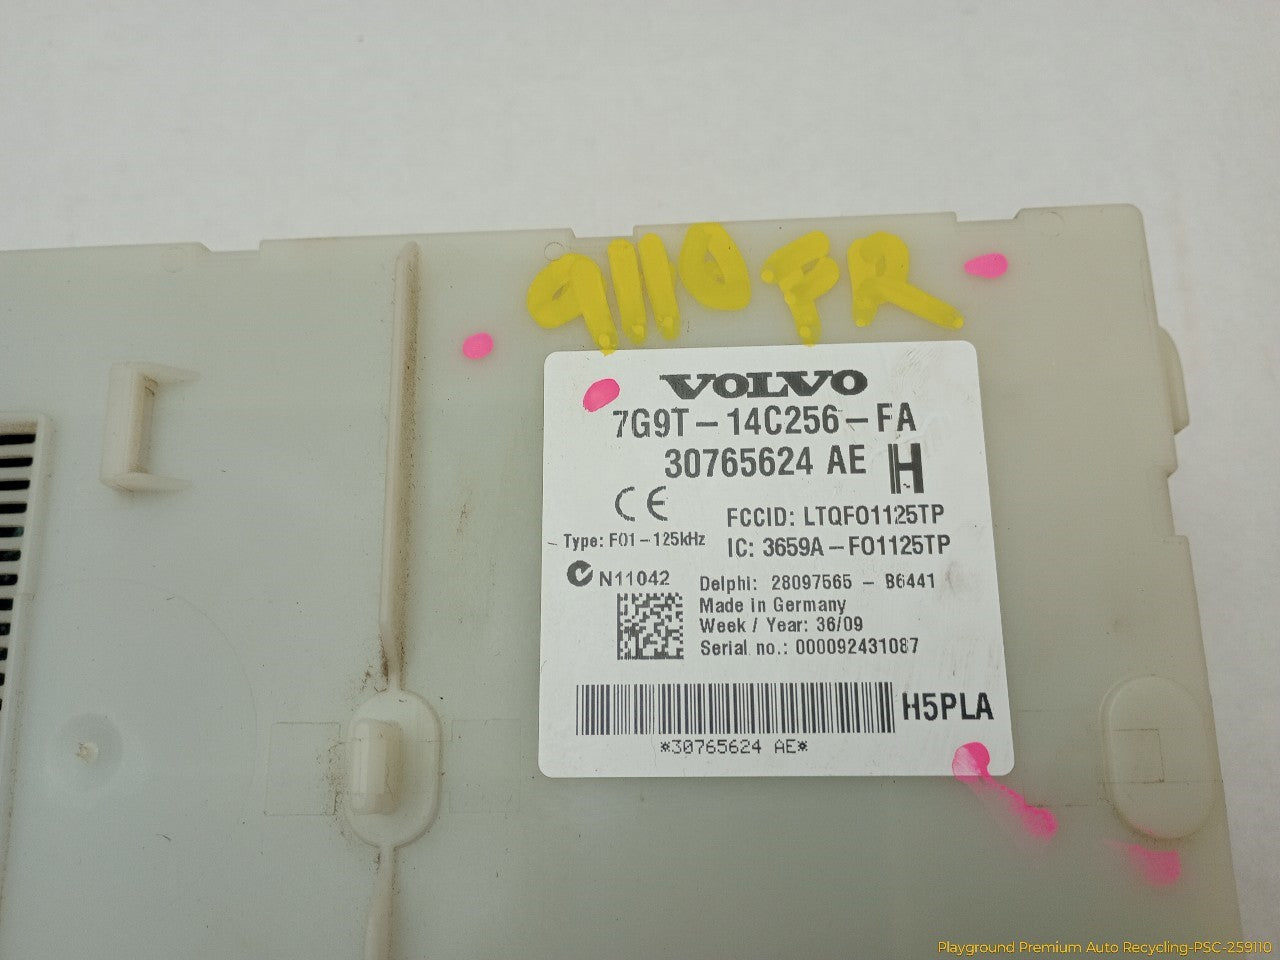 9110 FR
VOLVO
7G9T-14C256-FA
30765624 AE H
CE
FCCID: LTQF01125TP
Type: F01-125kHz
IC: 3659A-F01125TP
N11042
Delphi: 28097565 - B6441
Made in Germany
Week / Year: 36/09
Serial no.: 000092431087
H5PLA
*30765624 AE*
Playground Premium Auto Recycling-PSC-259110